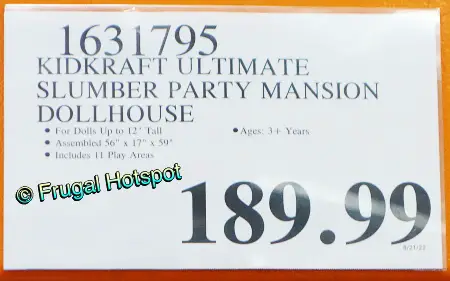 1631795
KIDKRAFT ULTIMATE
SLUMBER PARTY MANSION
DOLLHOUSE
• For Dolls Up to 12" Tall • Ages: 3+ Years
• Assembled 56" x 17" x 59"
• Includes 11 Play Areas
© Frugal Hotspot
189.99